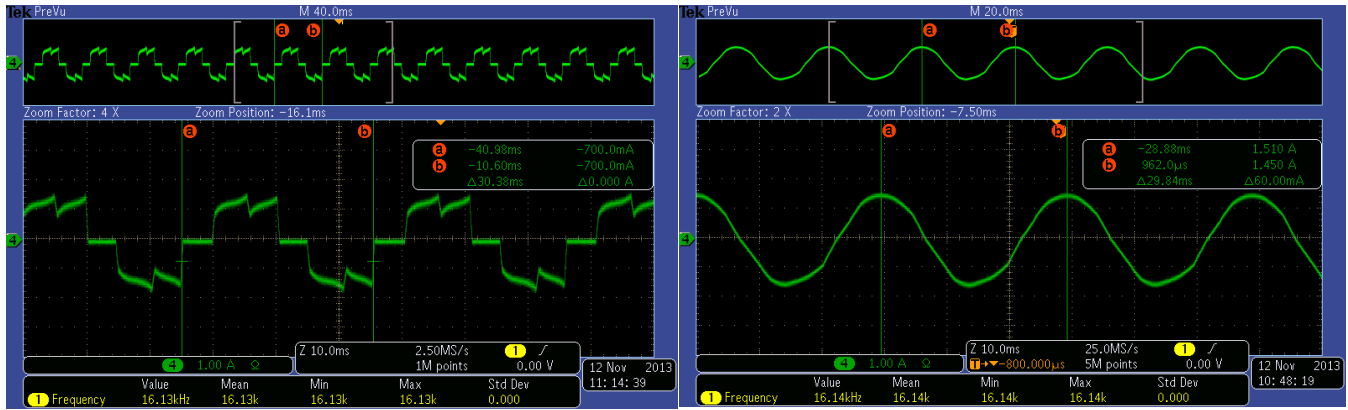 Tek PreVu
M 40.0ms
a b
4
Zoom Factor: 4 X
Zoom Position: -16.1ms
a b
a -40.98ms -700.0mA
b -10.60ms -700.0mA
Δ30.38ms Δ0.000 A
4
Z 10.0ms 2.50MS/s 1
4 1.00 A Ω
1M points 0.00 V
12 Nov 2013
11:14:39
Value Mean Min Max Std Dev
1 Frequency 16.13kHz 16.13k 16.13k 16.13k 0.000
Tek PreVu
M 20.0ms
a b
4
Zoom Factor: 2 X
Zoom Position: -7.50ms
a b
a -28.88ms 1.510 A
b 962.0µs 1.450 A
Δ29.84ms Δ60.00mA
4
Z 10.0ms 25.0MS/s 1
4 1.00 A Ω
T→▼-800.000µs 5M points 0.00 V
12 Nov 2013
10:48:19
Value Mean Min Max Std Dev
1 Frequency 16.14kHz 16.14k 16.14k 16.14k 0.000